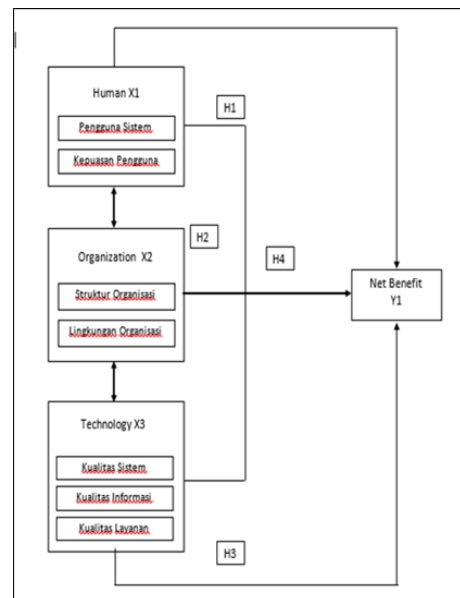 Human X1
H1
Pengguna Sistem
Kepuasan Pengguna
H2
Organization X2
H4
Struktur Organisasi
Net Benefit
Y1
Lingkungan Organisasi
Technology X3
Kualitas Sistem
Kualitas Informasi
Kualitas Layanan
H3